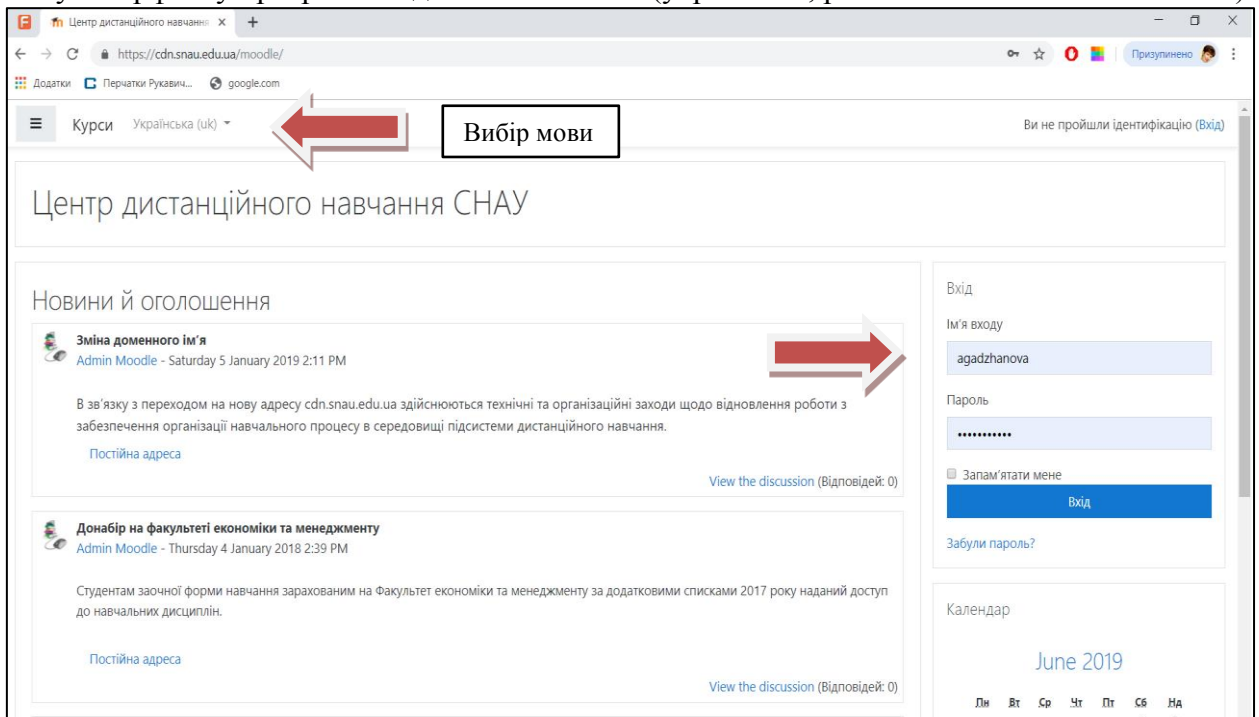 Центр дистанційного навчання
https://cdn.snau.edu.ua/moodle/
Призупинено
Додатки Перчатки Рукавич... google.com
Курси Українська (uk)
Вибір мови
Ви не пройшли ідентифікацію (Вхід)
Центр дистанційного навчання СНАУ
Новини й оголошення
Зміна доменного ім'я
Admin Moodle - Saturday 5 January 2019 2:11 PM
В зв'язку з переходом на нову адресу cdn.snau.edu.ua здійснюються технічні та організаційні заходи щодо відновлення роботи з
забезпечення організації навчального процесу в середовищі підсистеми дистанційного навчання.
Постійна адреса
View the discussion (Відповідей: 0)
Донабір на факультеті економіки та менеджменту
Admin Moodle - Thursday 4 January 2018 2:39 PM
Студентам заочної форми навчання зарахованим на Факультет економіки та менеджменту за додатковими списками 2017 року наданий доступ
до навчальних дисциплін.
Постійна адреса
View the discussion (Відповідей: 0)
Вхід
Ім'я входу
agadzhanova
Пароль
•••••••••••
Запам'ятати мене
Вхід
Забули пароль?
Календар
June 2019
Пн Вт Ср Чт Пт Сб Нд